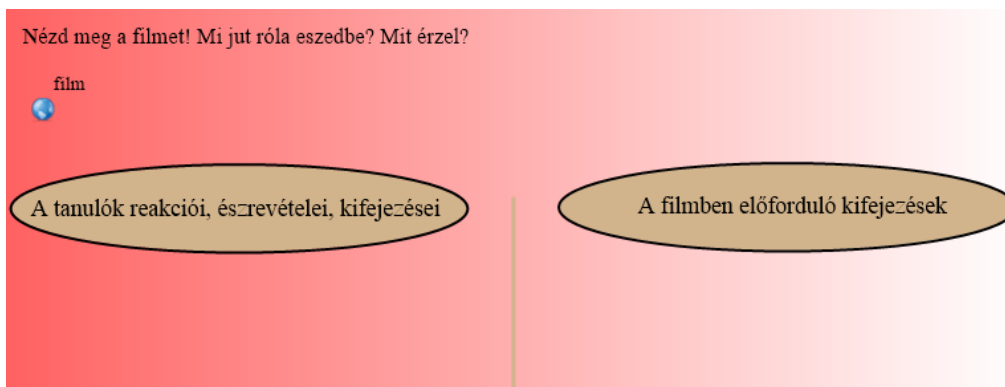 Nézd meg a filmet! Mi jut róla eszedbe? Mit érzel?
film
A tanulók reakciói, észrevételei, kifejezései
A filmben előforduló kifejezések